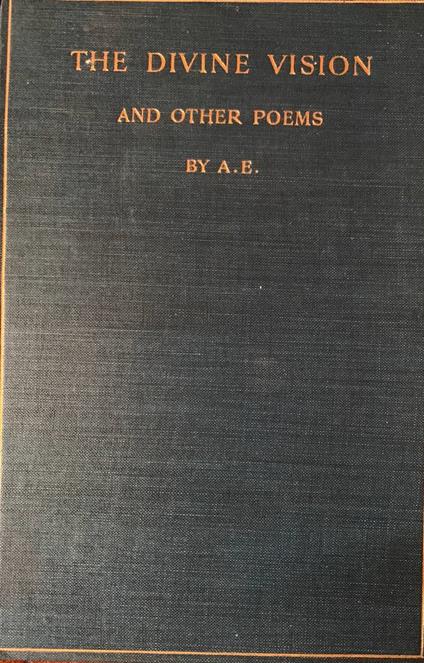 THE DIVINE VISION
AND OTHER POEMS
BY A.E.